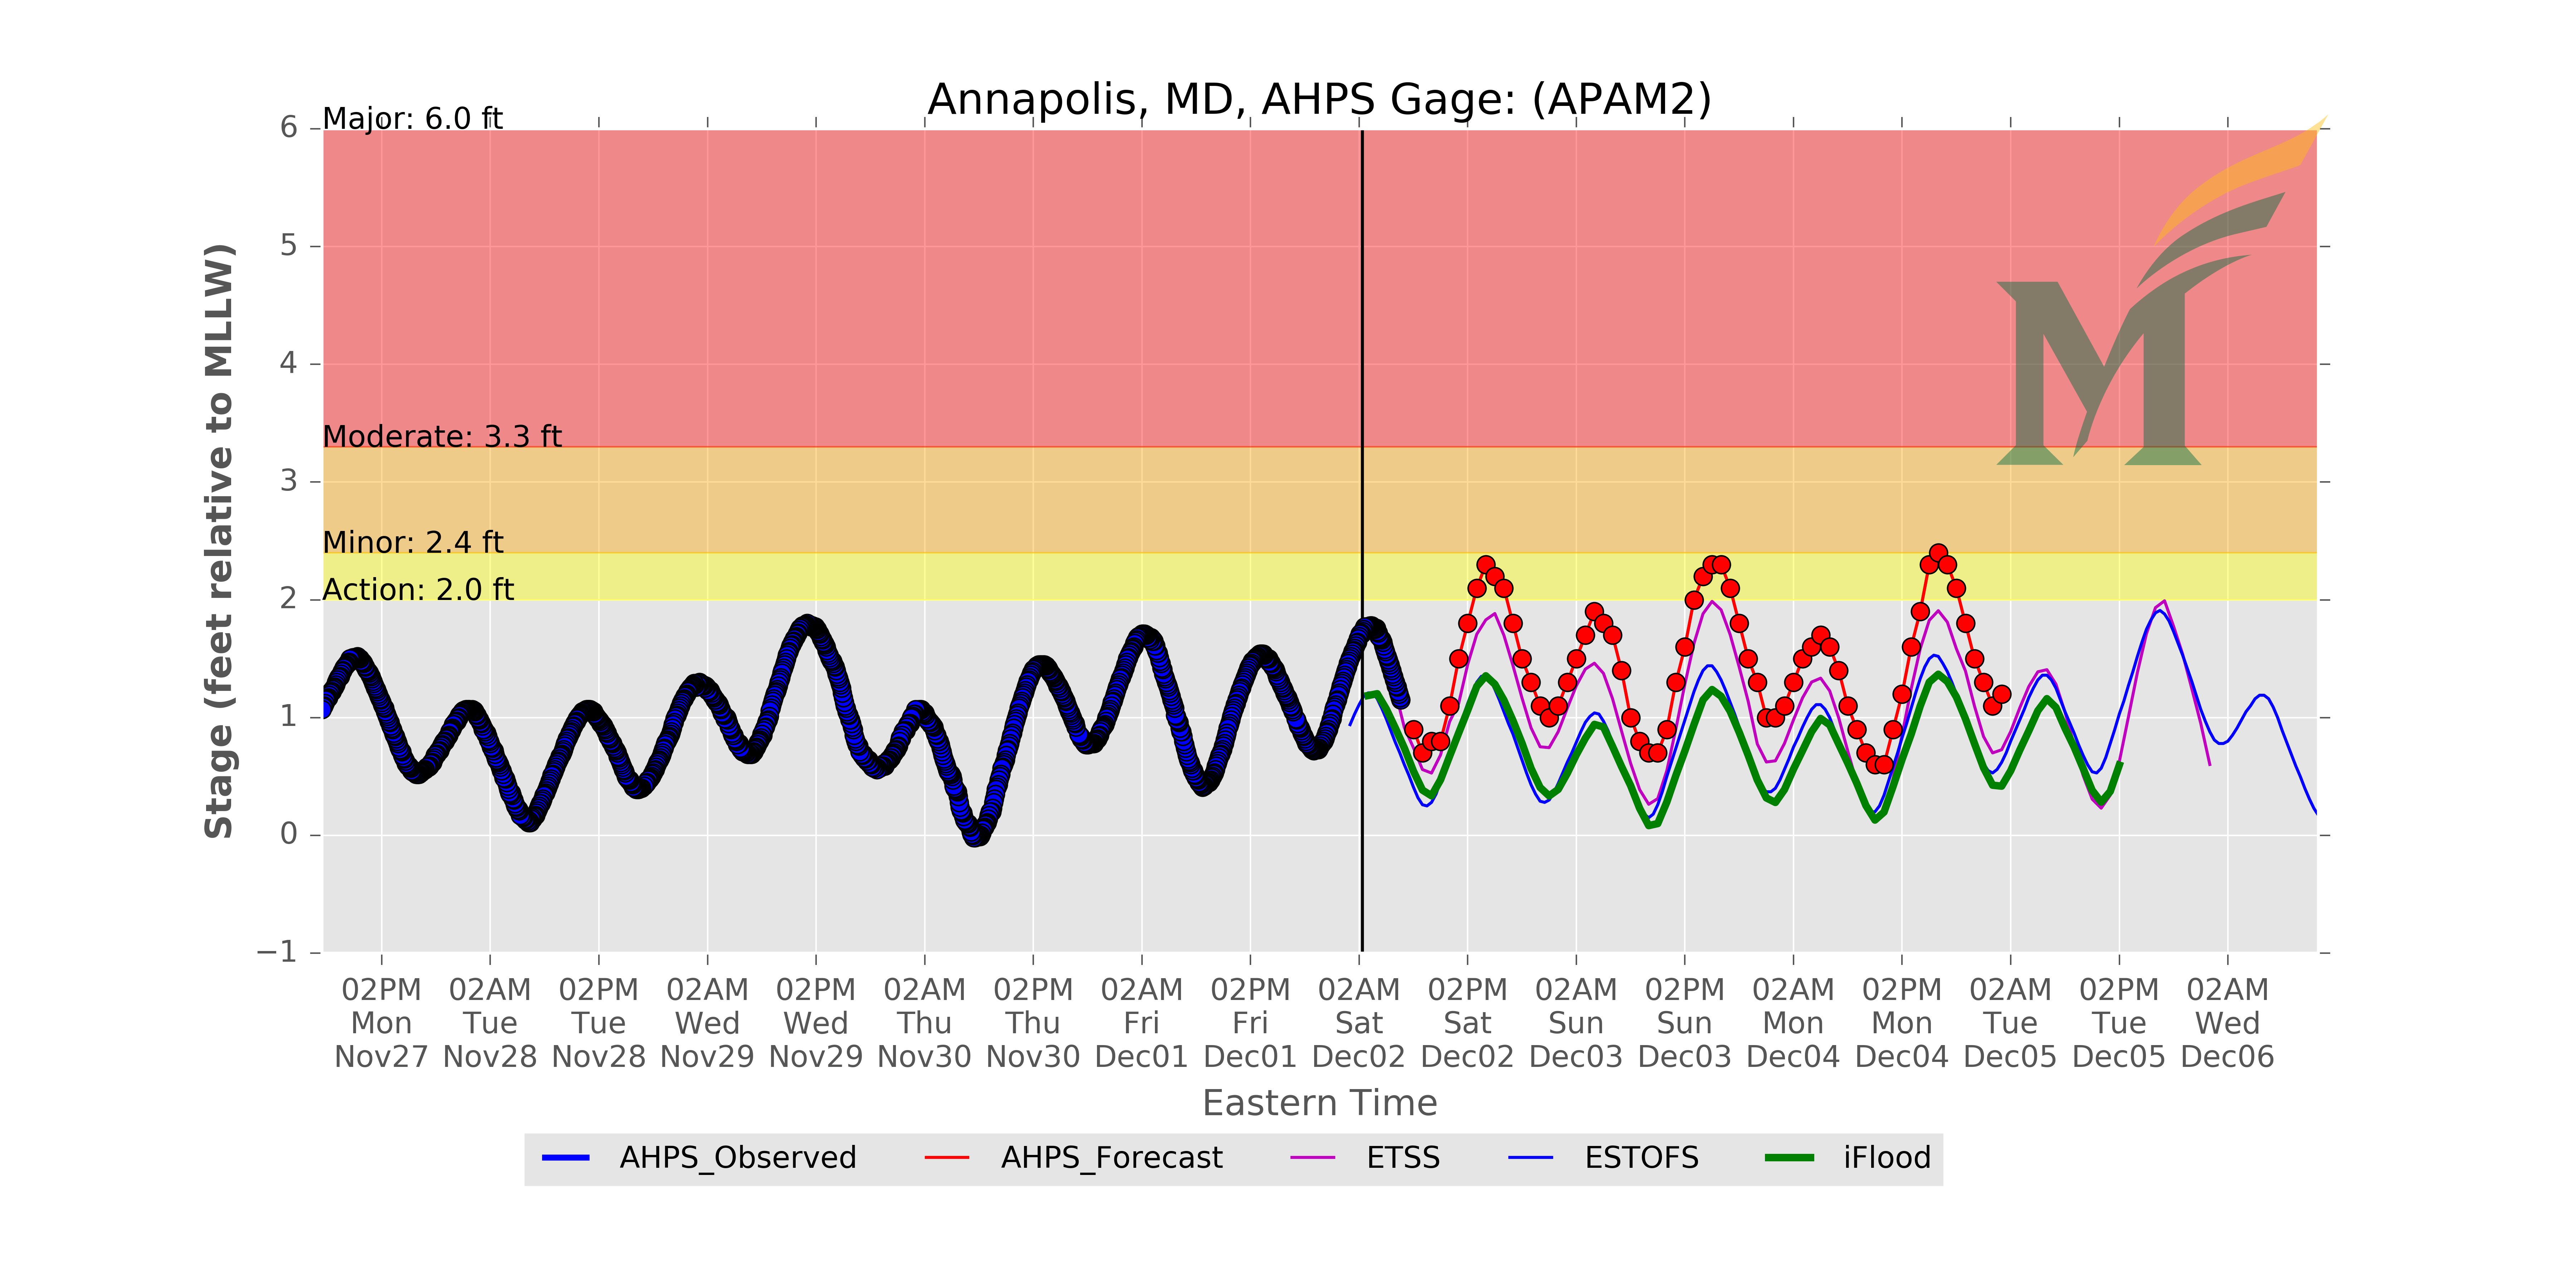 Annapolis, MD, AHPS Gage: (APAM2)
Major: 6.0 ft
Moderate: 3.3 ft
Minor: 2.4 ft
Action: 2.0 ft
6
5
4
3
2
1
0
−1
Stage (feet relative to MLLW)
02PM 02AM 02PM 02AM 02PM 02AM 02PM 02AM 02PM 02AM 02PM 02AM 02PM 02AM 02PM 02AM 02PM 02AM
Mon Tue Tue Wed Wed Thu Thu Fri Fri Sat Sat Sun Sun Mon Mon Tue Tue Wed
Nov27 Nov28 Nov28 Nov29 Nov29 Nov30 Nov30 Dec01 Dec01 Dec02 Dec02 Dec03 Dec03 Dec04 Dec04 Dec05 Dec05 Dec06
Eastern Time
AHPS_Observed AHPS_Forecast ETSS ESTOFS iFlood
M